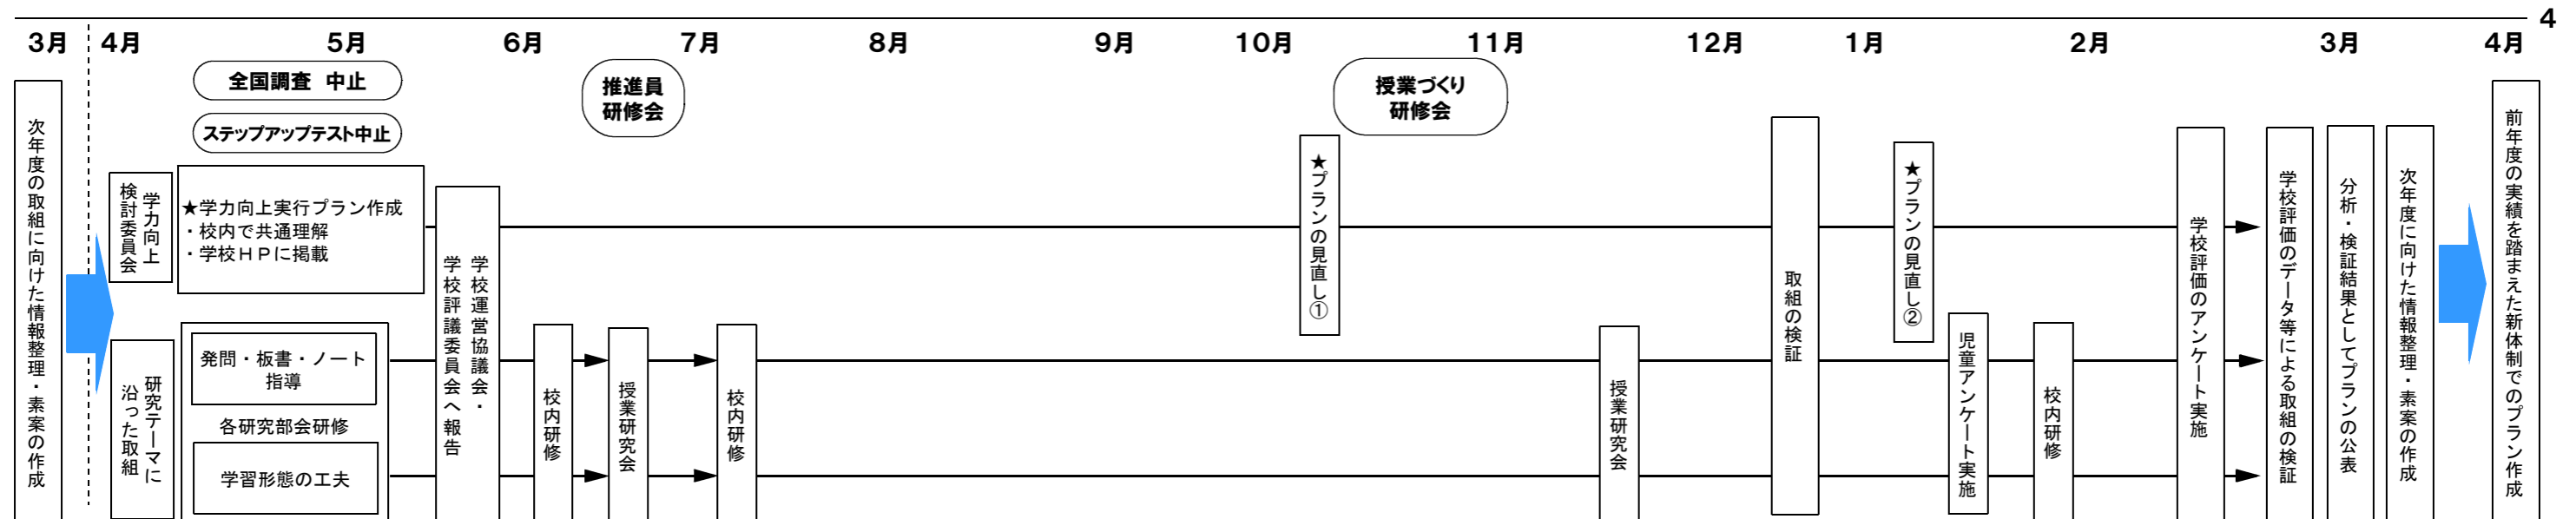 4
3月 4月 5月 6月 7月 8月 9月 10月 11月 12月 1月 2月 3月 4月
全国調査 中止
ステップアップテスト中止
推進員
研修会
授業づくり
研修会
次年度の取組に向けた情報整理・素案の作成
学力向上
検討委員会
★学力向上実行プラン作成
・校内で共通理解
・学校HPに掲載
研究テーマに
沿った取組
発問・板書・ノート
指導
各研究部会研修
学習形態の工夫
学校運営協議会・
学校評議委員会へ報告
校内研修
授業研究会
校内研修
★プランの見直し①
授業研究会
取組の検証
★プランの見直し②
児童アンケート実施
校内研修
学校評価のアンケート実施
学校評価のデータ等による取組の検証
分析・検証結果としてプランの公表
次年度に向けた情報整理・素案の作成
前年度の実績を踏まえた新体制でのプラン作成